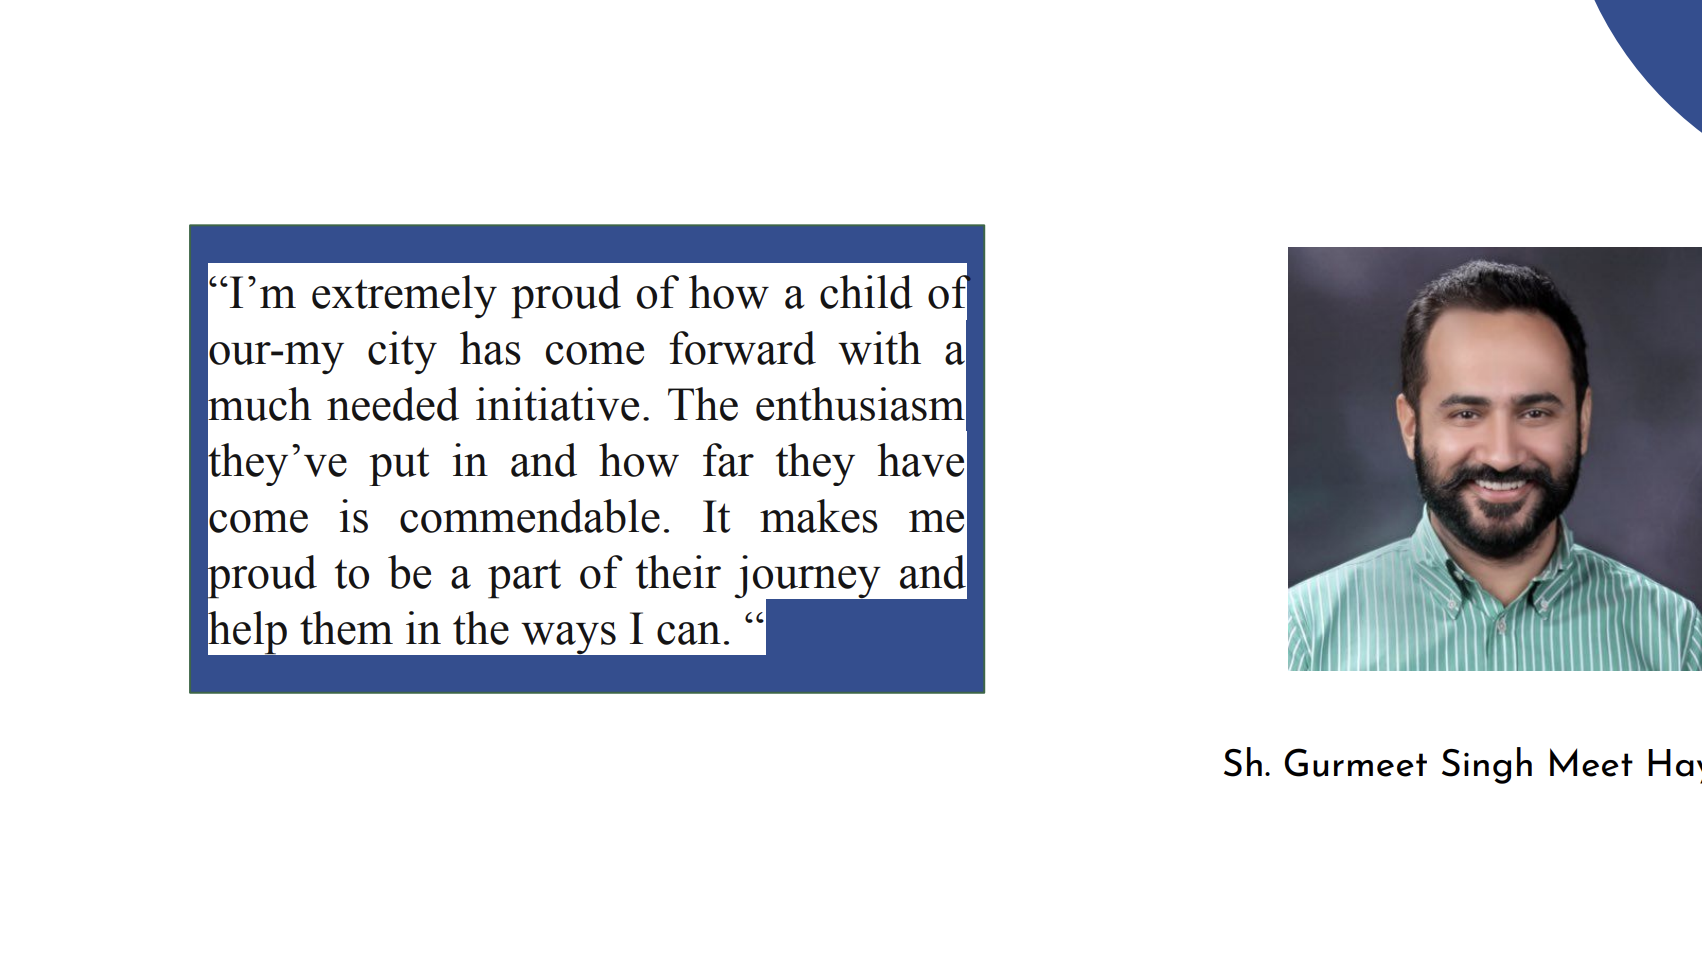 “I’m extremely proud of how a child of
our-my city has come forward with a
much needed initiative. The enthusiasm
they’ve put in and how far they have
come is commendable. It makes me
proud to be a part of their journey and
help them in the ways I can. “
Sh. Gurmeet Singh Meet